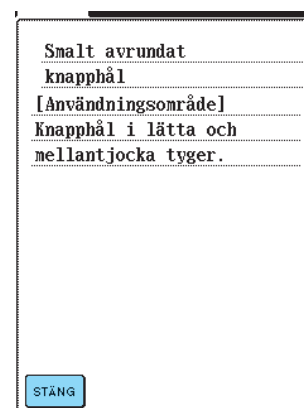 Smalt avrundat
knapphål
[Användningsområde]
Knapphål i lätta och
mellantjocka tyger.
STÄNG